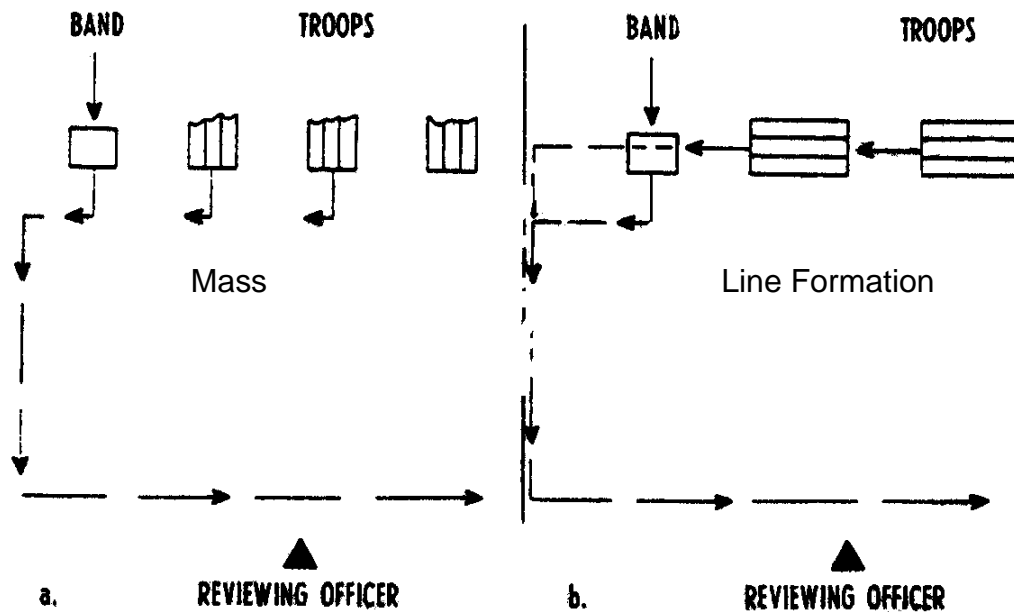 BAND TROOPS
BAND TROOPS
Mass
Line Formation
a. REVIEWING OFFICER
b. REVIEWING OFFICER